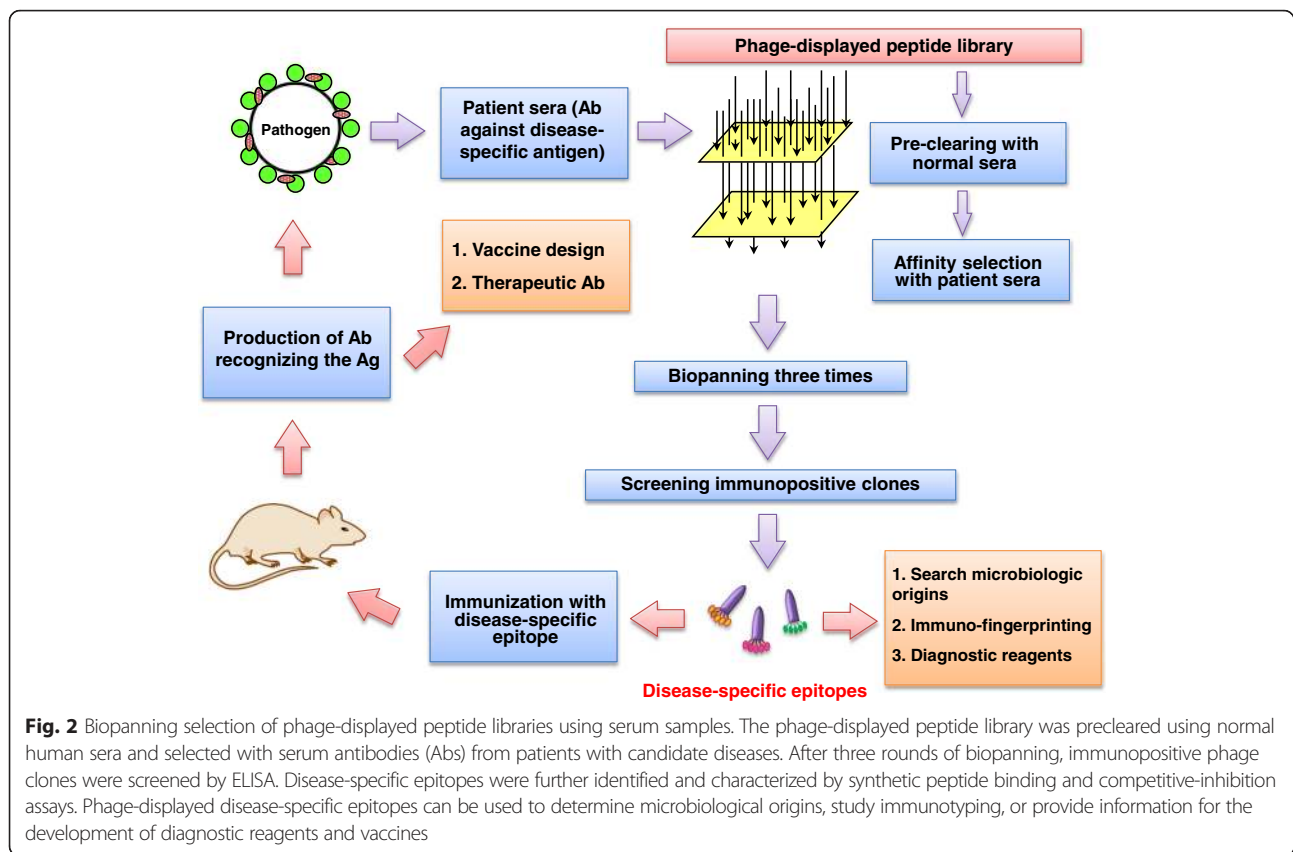 Phage-displayed peptide library
Pathogen
Patient sera (Ab
against disease-
specific antigen)
Pre-clearing with
normal sera
Affinity selection
with patient sera
1. Vaccine design
2. Therapeutic Ab
Production of Ab
recognizing the Ag
Biopanning three times
Screening immunopositive clones
Immunization with
disease-specific
epitope
1. Search microbiologic
origins
2. Immuno-fingerprinting
3. Diagnostic reagents
Disease-specific epitopes
Fig. 2 Biopanning selection of phage-displayed peptide libraries using serum samples. The phage-displayed peptide library was precleared using normal
human sera and selected with serum antibodies (Abs) from patients with candidate diseases. After three rounds of biopanning, immunopositive phage
clones were screened by ELISA. Disease-specific epitopes were further identified and characterized by synthetic peptide binding and competitive-inhibition
assays. Phage-displayed disease-specific epitopes can be used to determine microbiological origins, study immunotyping, or provide information for the
development of diagnostic reagents and vaccines